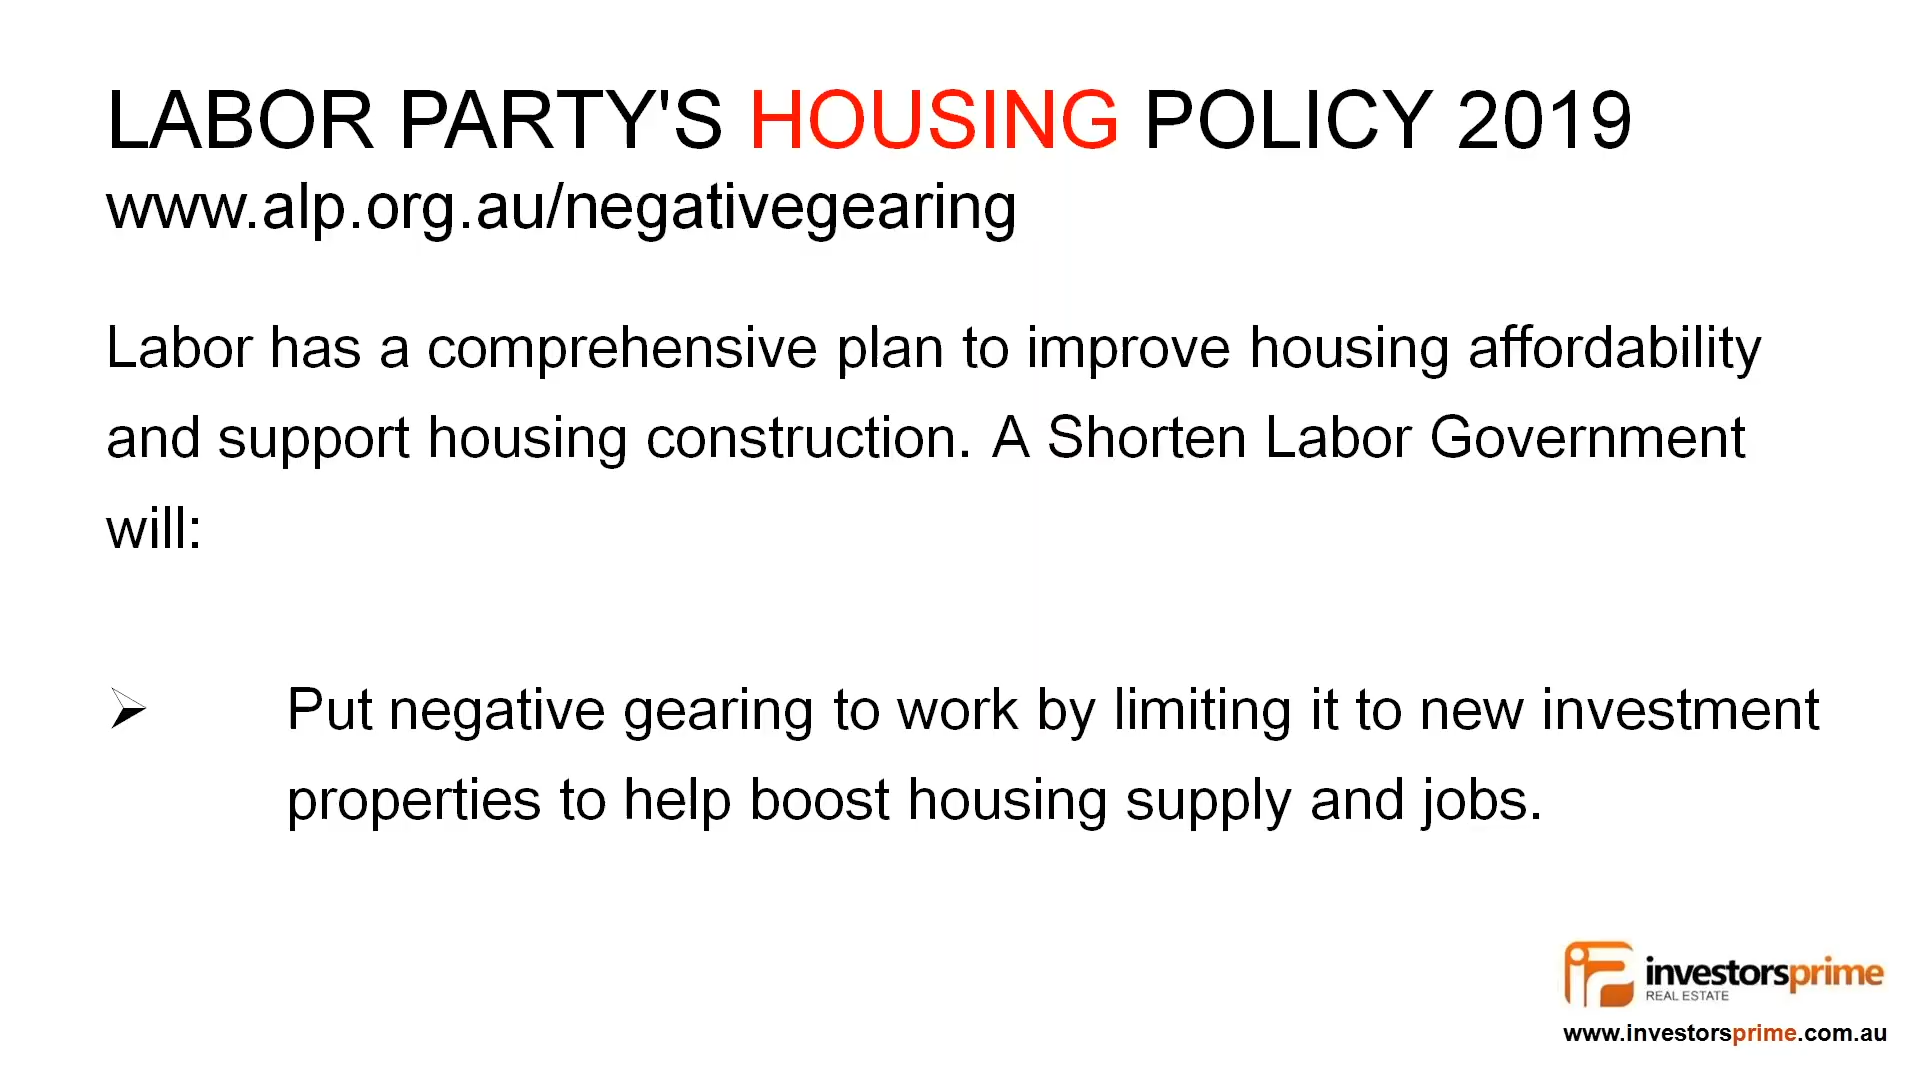 LABOR PARTY'S HOUSING POLICY 2019
www.alp.org.au/negativegearing
Labor has a comprehensive plan to improve housing affordability
and support housing construction. A Shorten Labor Government
will:
Put negative gearing to work by limiting it to new investment
properties to help boost housing supply and jobs.
investorsprime
REAL ESTATE
www.investorsprime.com.au